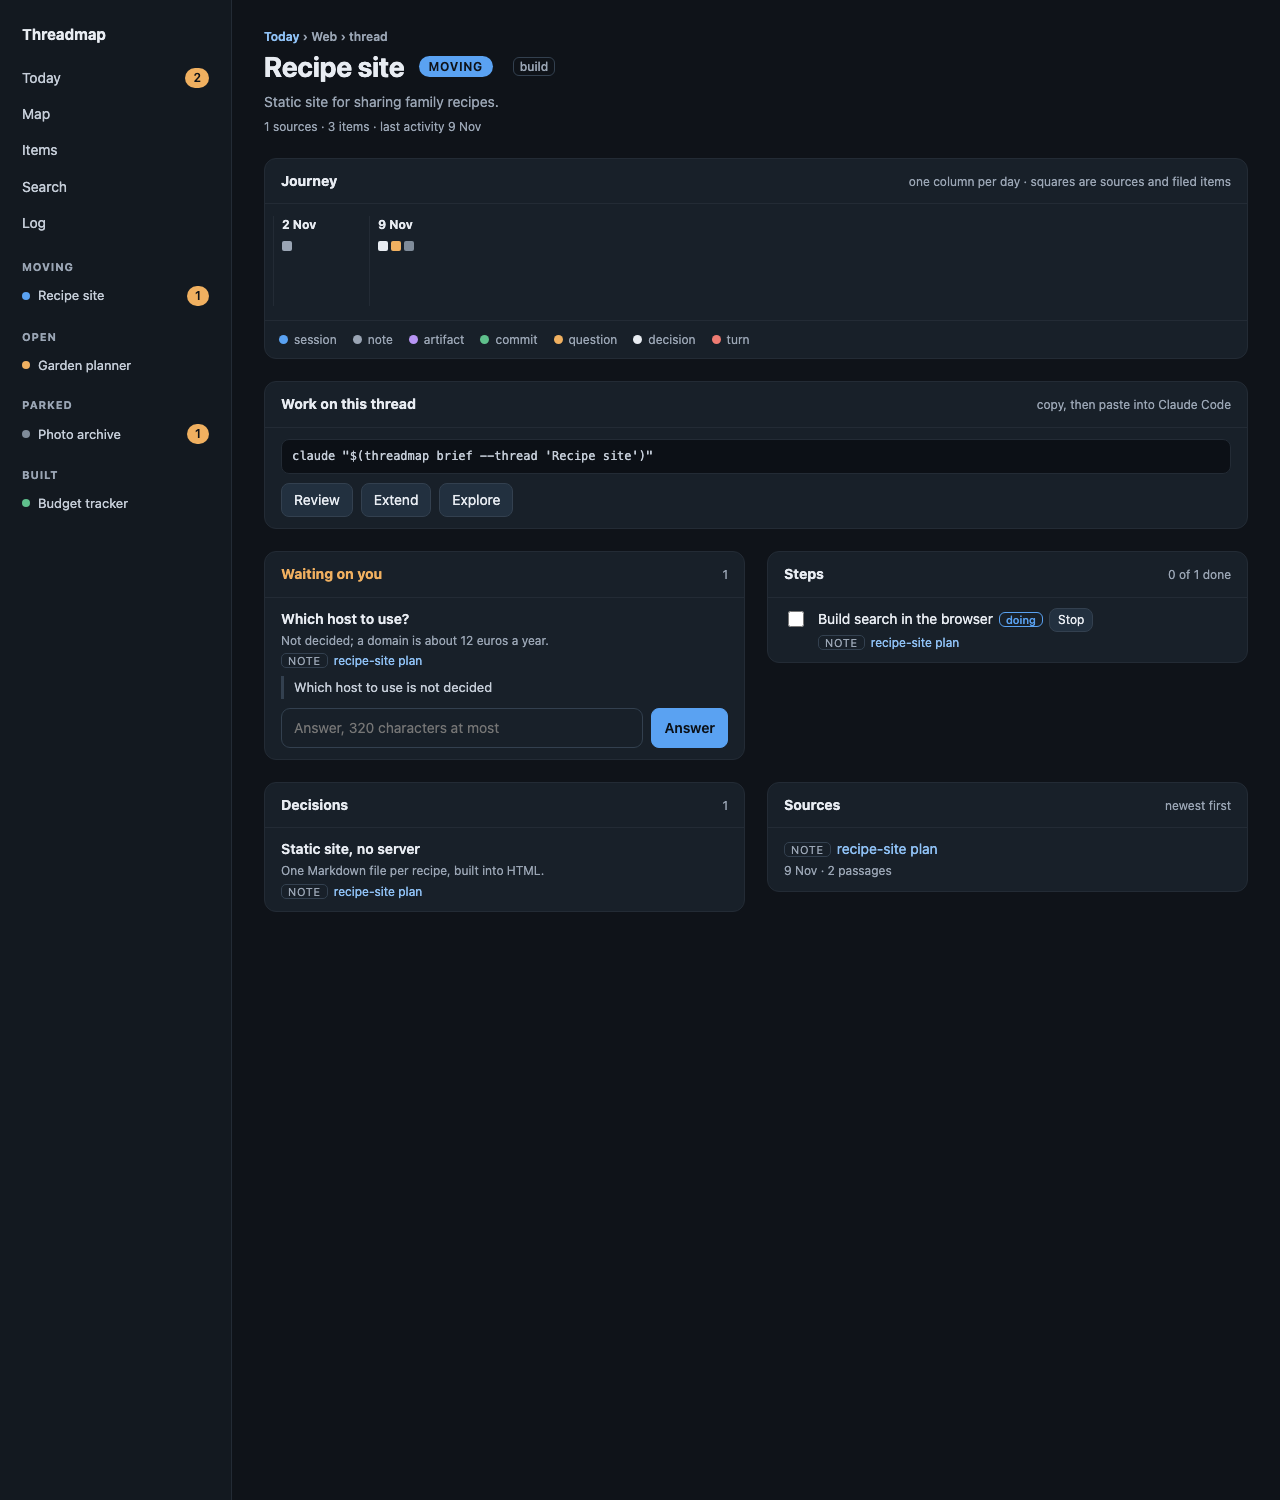 Threadmap
Today 2
Map
Items
Search
Log
MOVING
Recipe site 1
OPEN
Garden planner
PARKED
Photo archive 1
BUILT
Budget tracker
Today › Web › thread
Recipe site MOVING build
Static site for sharing family recipes.
1 sources · 3 items · last activity 9 Nov
Journey one column per day · squares are sources and filed items
2 Nov 9 Nov
session note artifact commit question decision turn
Work on this thread copy, then paste into Claude Code
claude "$(threadmap brief --thread 'Recipe site')"
Review Extend Explore
Waiting on you 1
Which host to use?
Not decided; a domain is about 12 euros a year.
NOTE recipe-site plan
Which host to use is not decided
Answer, 320 characters at most Answer
Steps 0 of 1 done
Build search in the browser doing Stop
NOTE recipe-site plan
Decisions 1
Static site, no server
One Markdown file per recipe, built into HTML.
NOTE recipe-site plan
Sources newest first
NOTE recipe-site plan
9 Nov · 2 passages